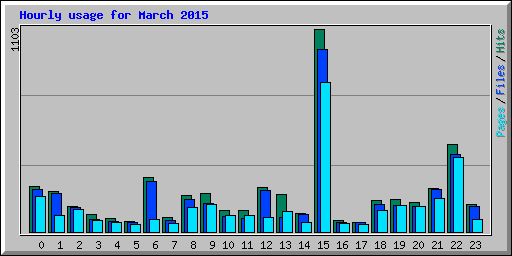 Hourly usage for March 2015
1103
Pages/Files/Hits
0 1 2 3 4 5 6 7 8 9 10 11 12 13 14 15 16 17 18 19 20 21 22 23